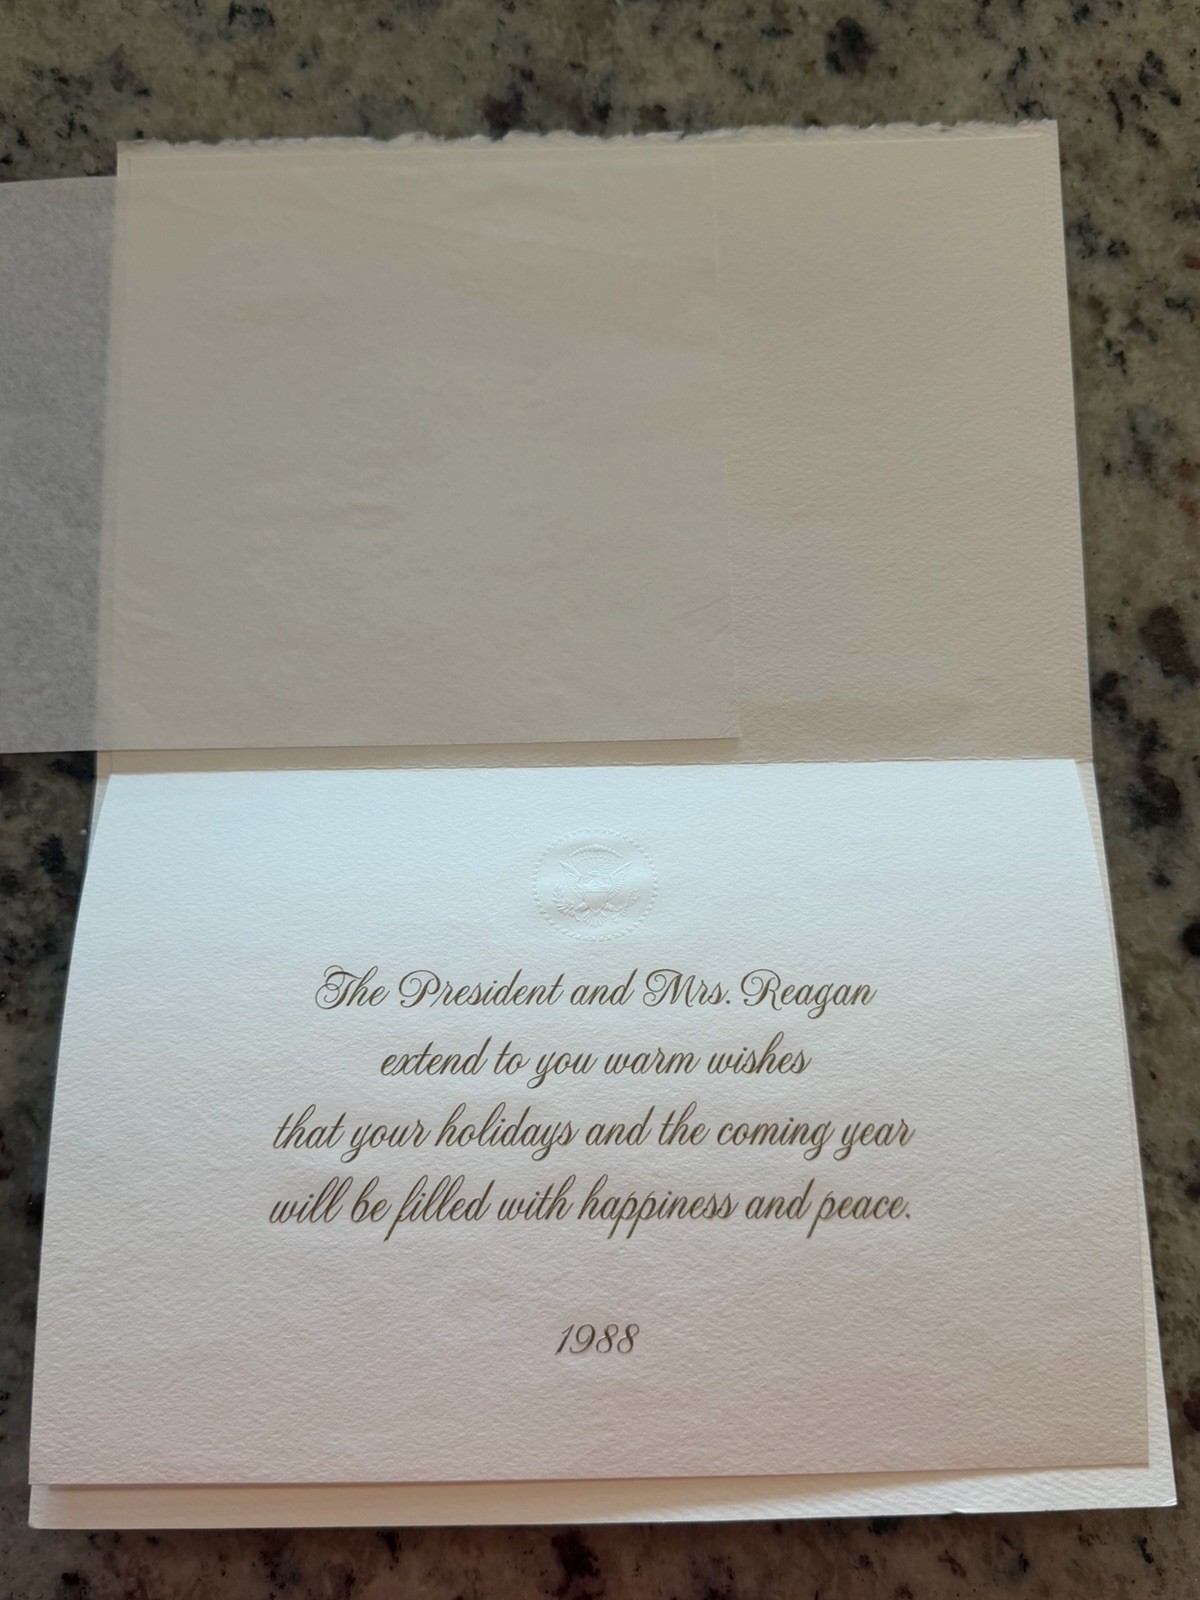 The President and Mrs. Reagan
extend to you warm wishes
that your holidays and the coming year
will be filled with happiness and peace.
1988